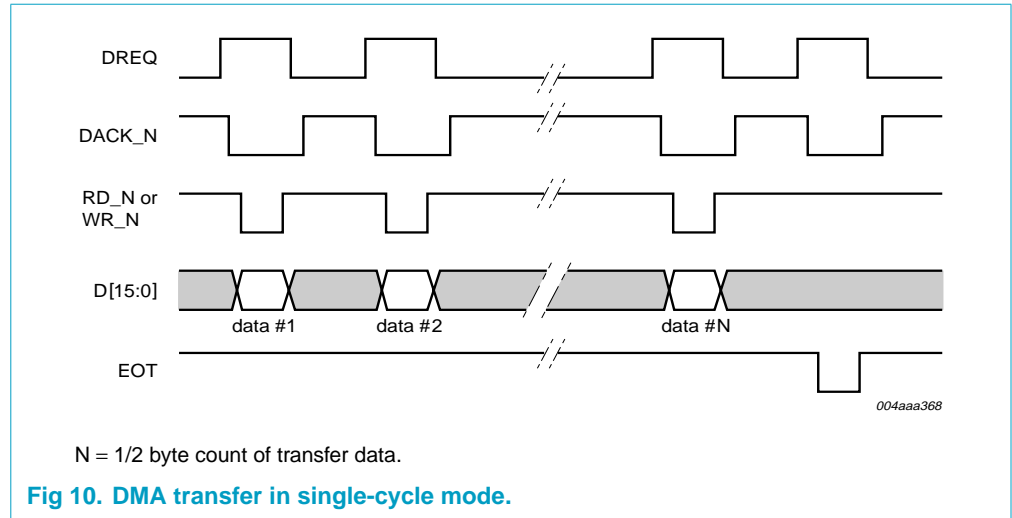 DREQ
DACK_N
RD_N or
WR_N
D[15:0]
data #1 data #2 data #N
EOT
004aaa368
N = 1/2 byte count of transfer data.
Fig 10. DMA transfer in single-cycle mode.